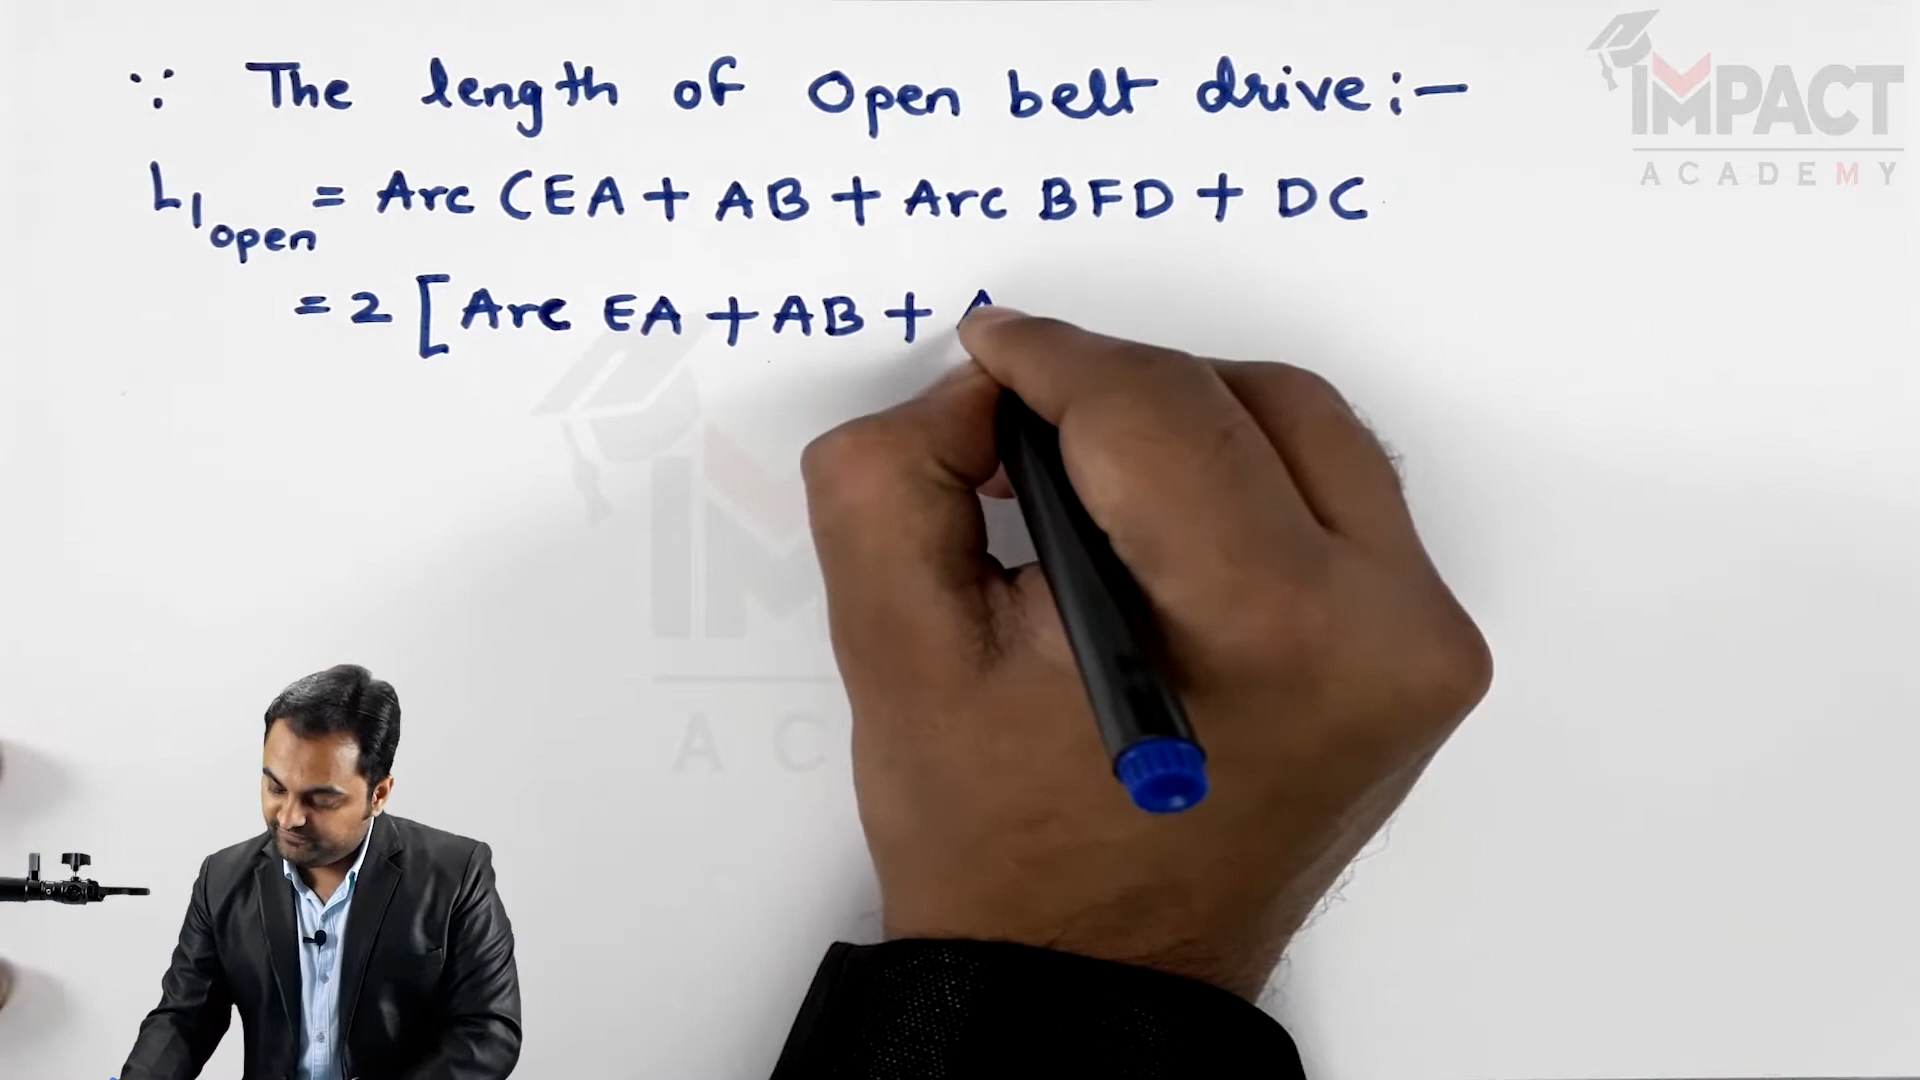 ∵ The length of Open belt drive:-
L1open = Arc CEA + AB + Arc BFD + DC
= 2 [Arc EA + AB + A
IMPACT
ACADEMY